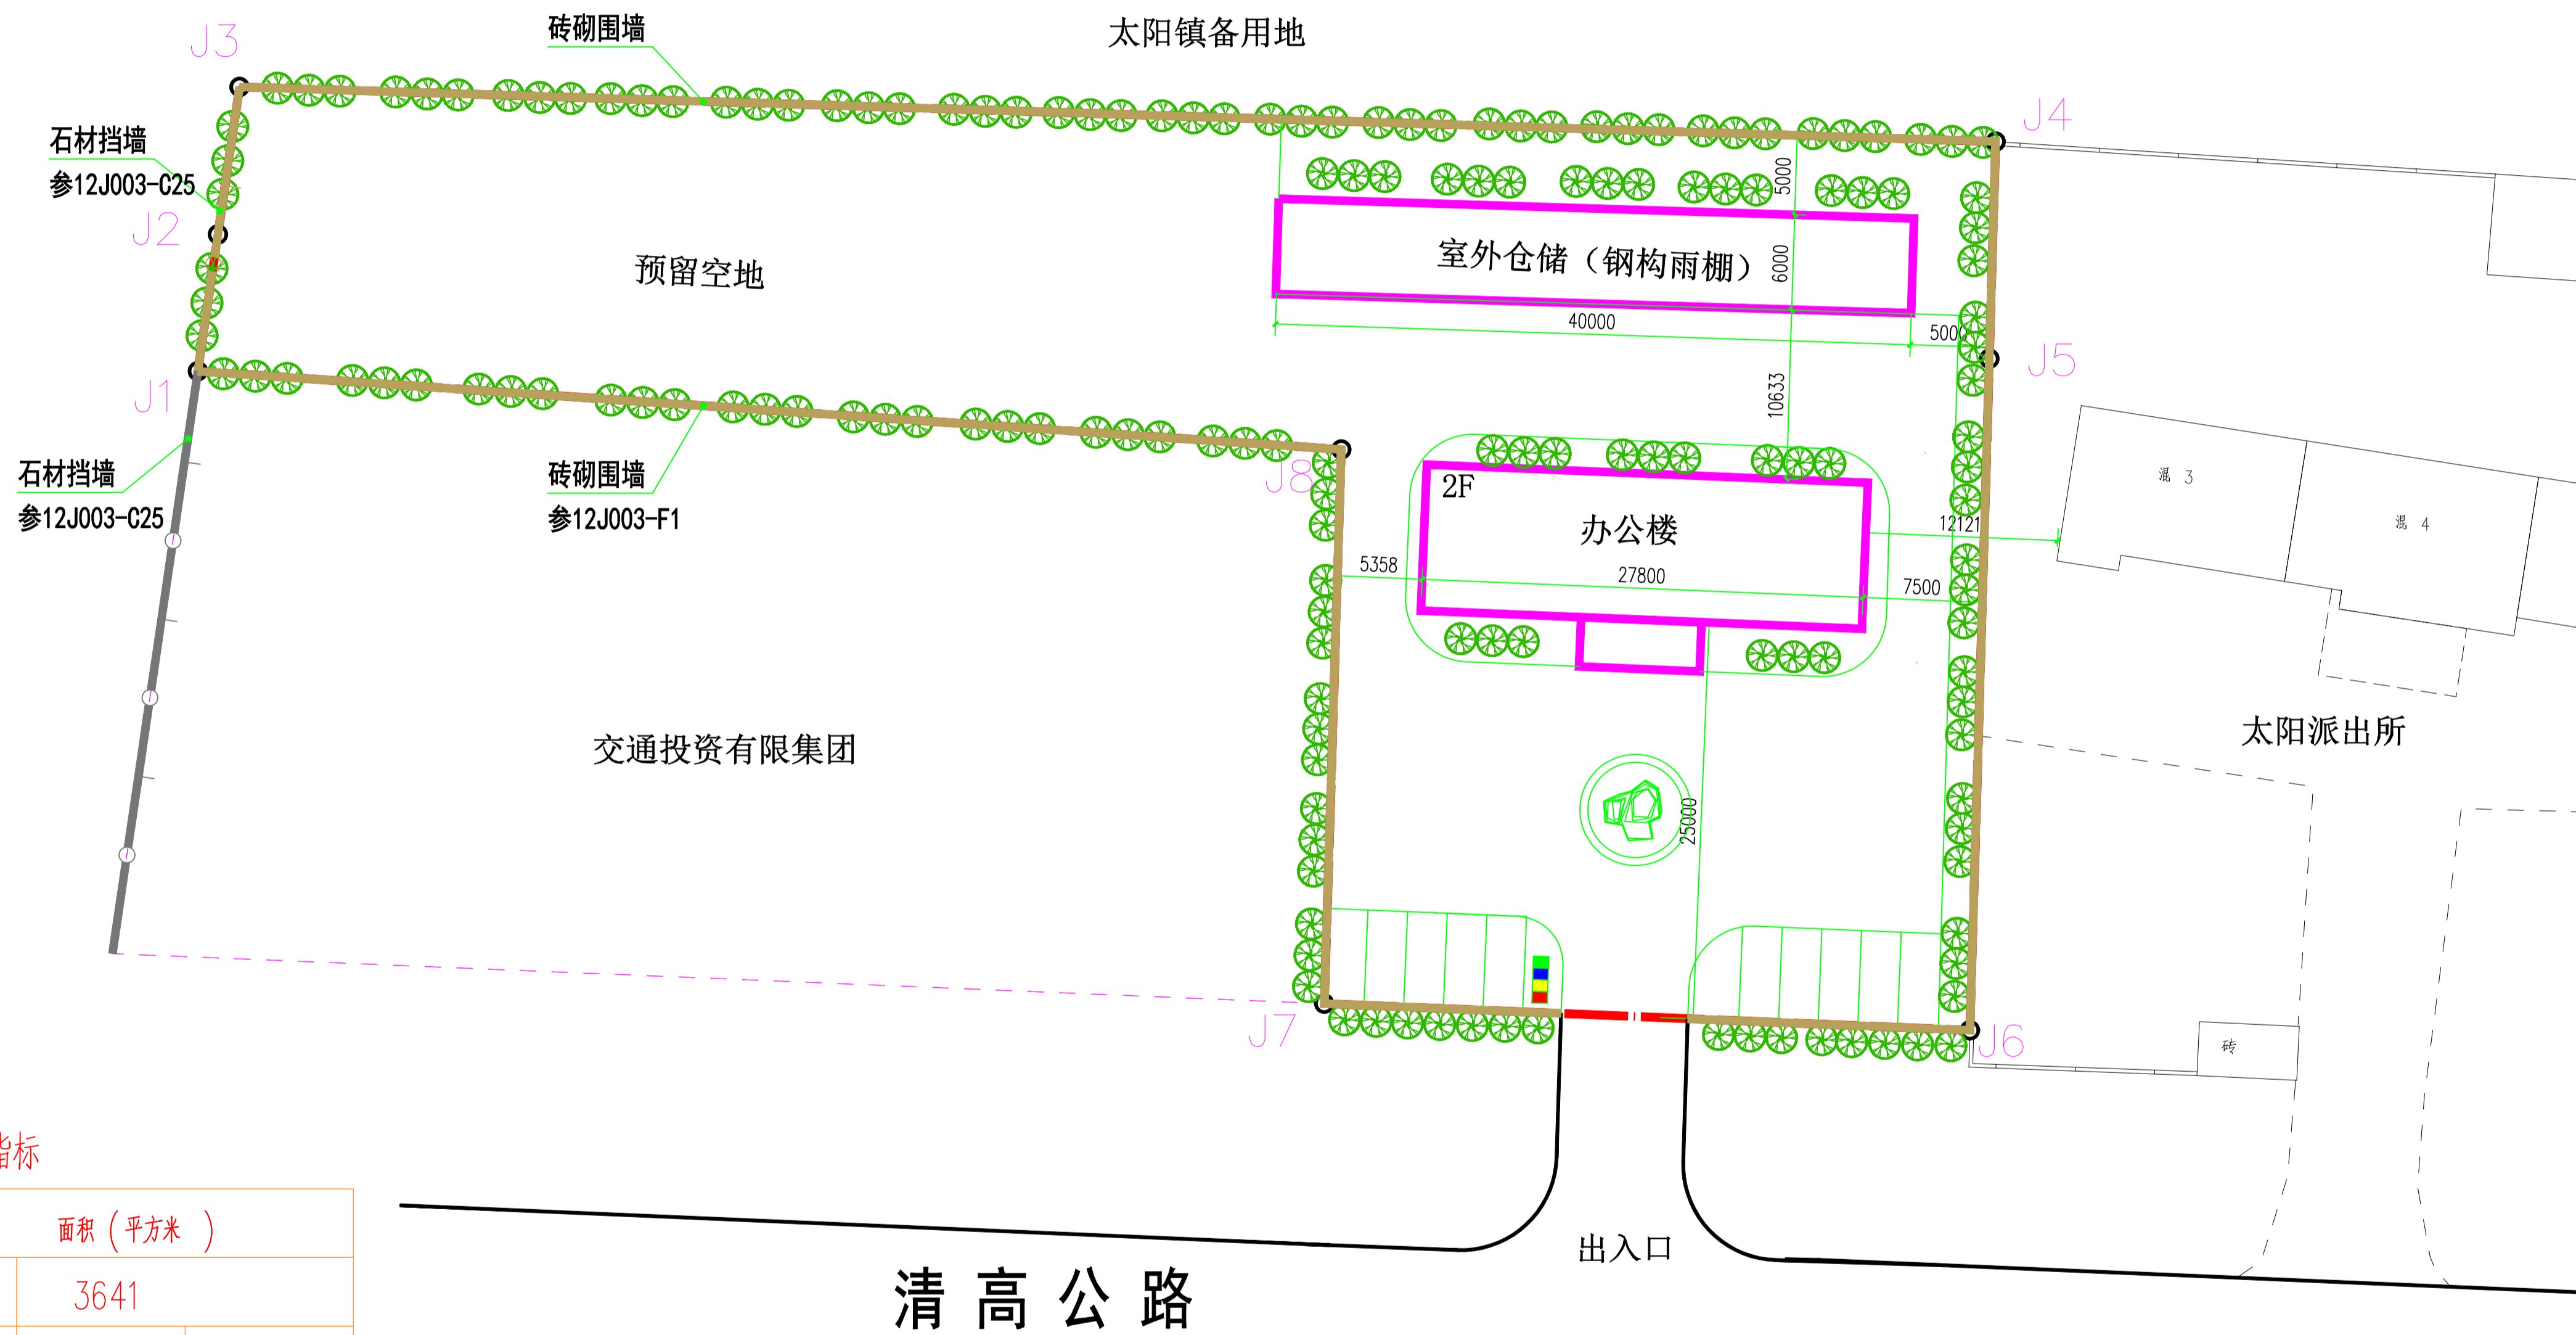 太阳镇备用地
砖砌围墙
J3
J4
石材挡墙
参12J003-C25
J2
预留空地
室外仓储（钢构雨棚）
5000
6000
40000
5000
10633
J5
J1
石材挡墙
参12J003-C25
砖砌围墙
参12J003-F1
J8
2F
办公楼
混 3
混 4
12121
5358
27800
7500
交通投资有限集团
太阳派出所
25000
J7
J6
砖
指标
面积（平方米 ）
3641
出入口
清高公路